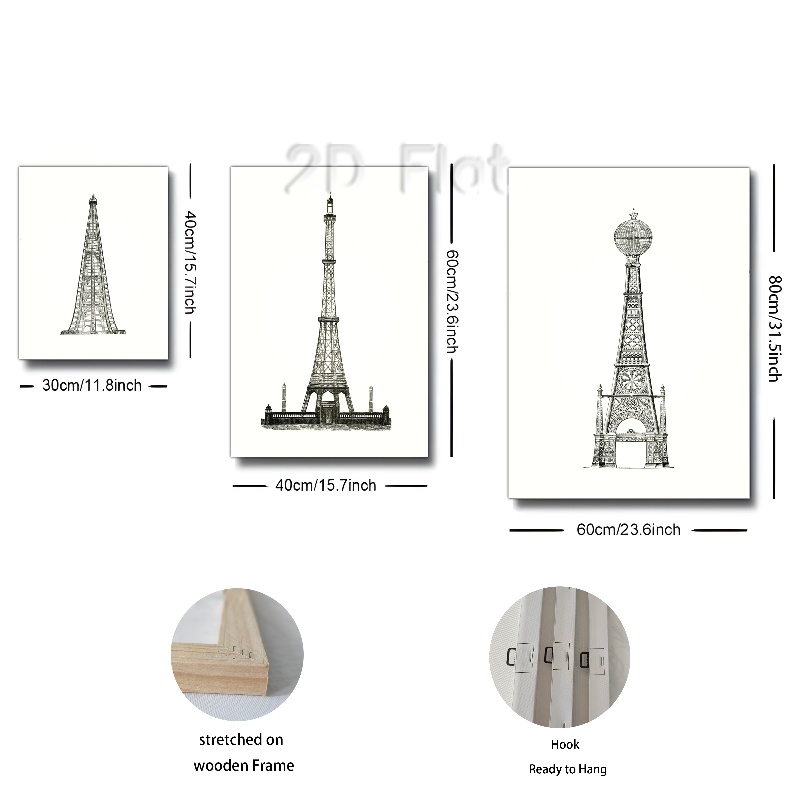 2D Flat
40cm/15.7inch
60cm/23.6inch
80cm/31.5inch
30cm/11.8inch
40cm/15.7inch
60cm/23.6inch
stretched on
wooden Frame
Hook
Ready to Hang